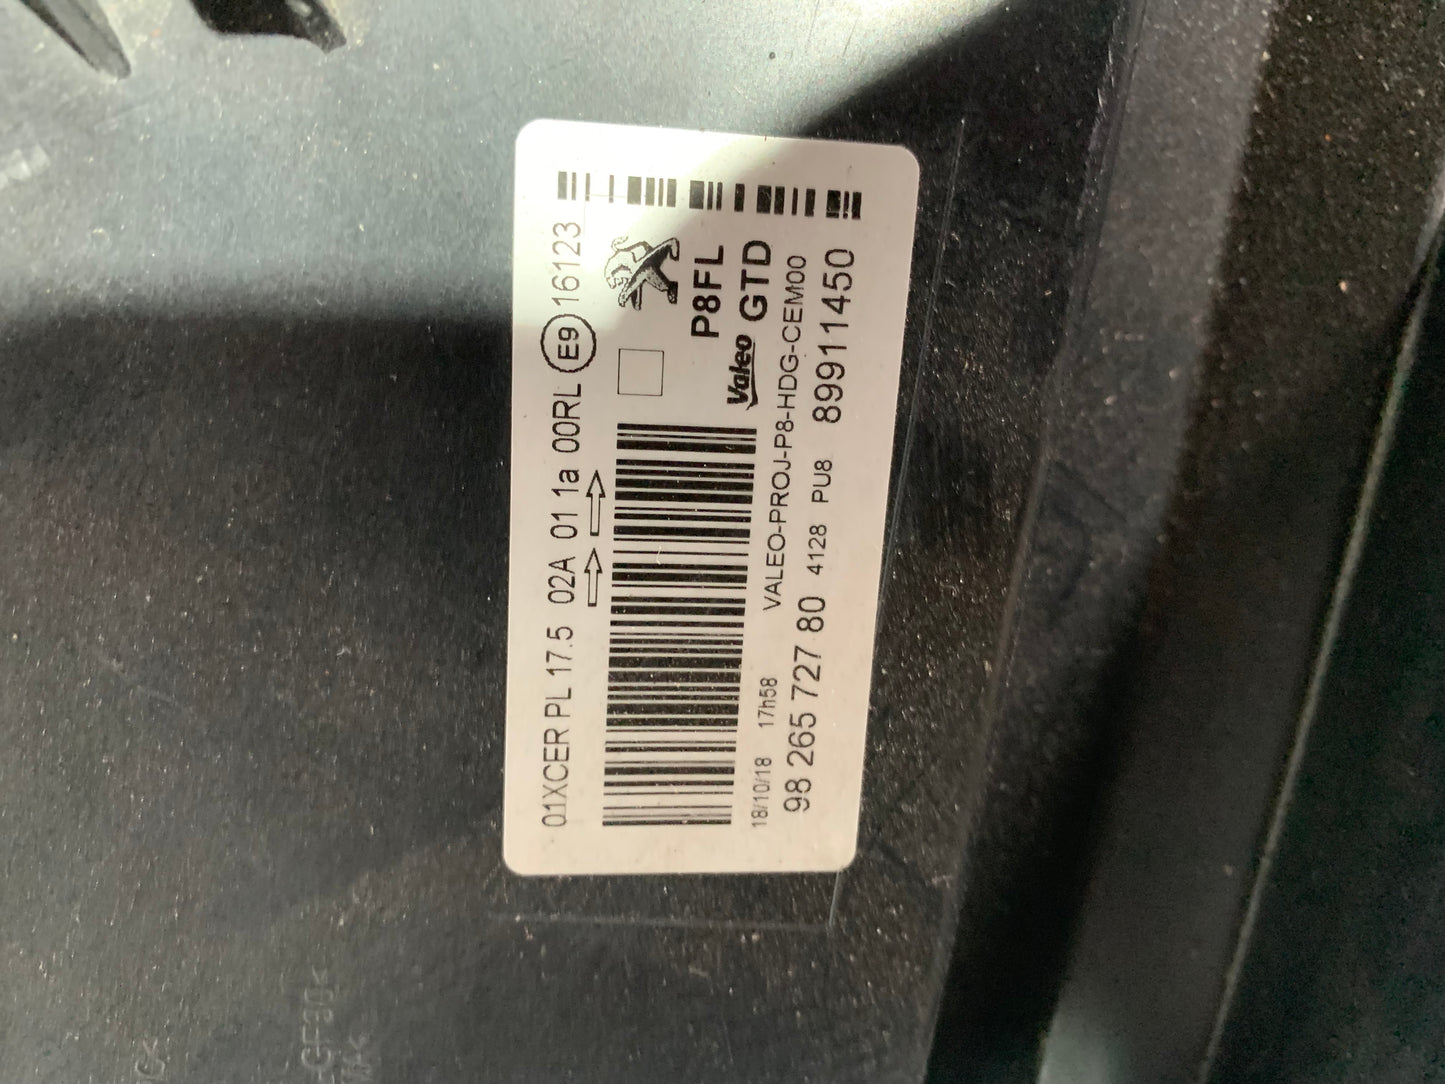 01XCER PL 17.5 02A 01 1a 00RL E9 16123
P8FL
Valeo GTD
18/10/18 17h58 VALEO-PROJ-P8-HDG-CEM00
98 265 727 80 4128 PU8 89911450